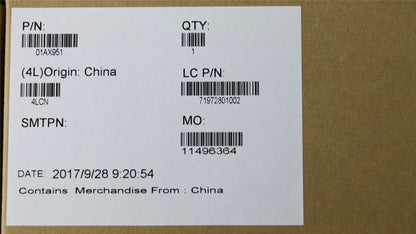 P/N: QTY:
01AX951 1
(4L)Origin: China LC P/N:
4LCN 71972801002
SMTPN: MO:
11496364
DATE: 2017/9/28 9:20:54
Contains Merchandise From : China